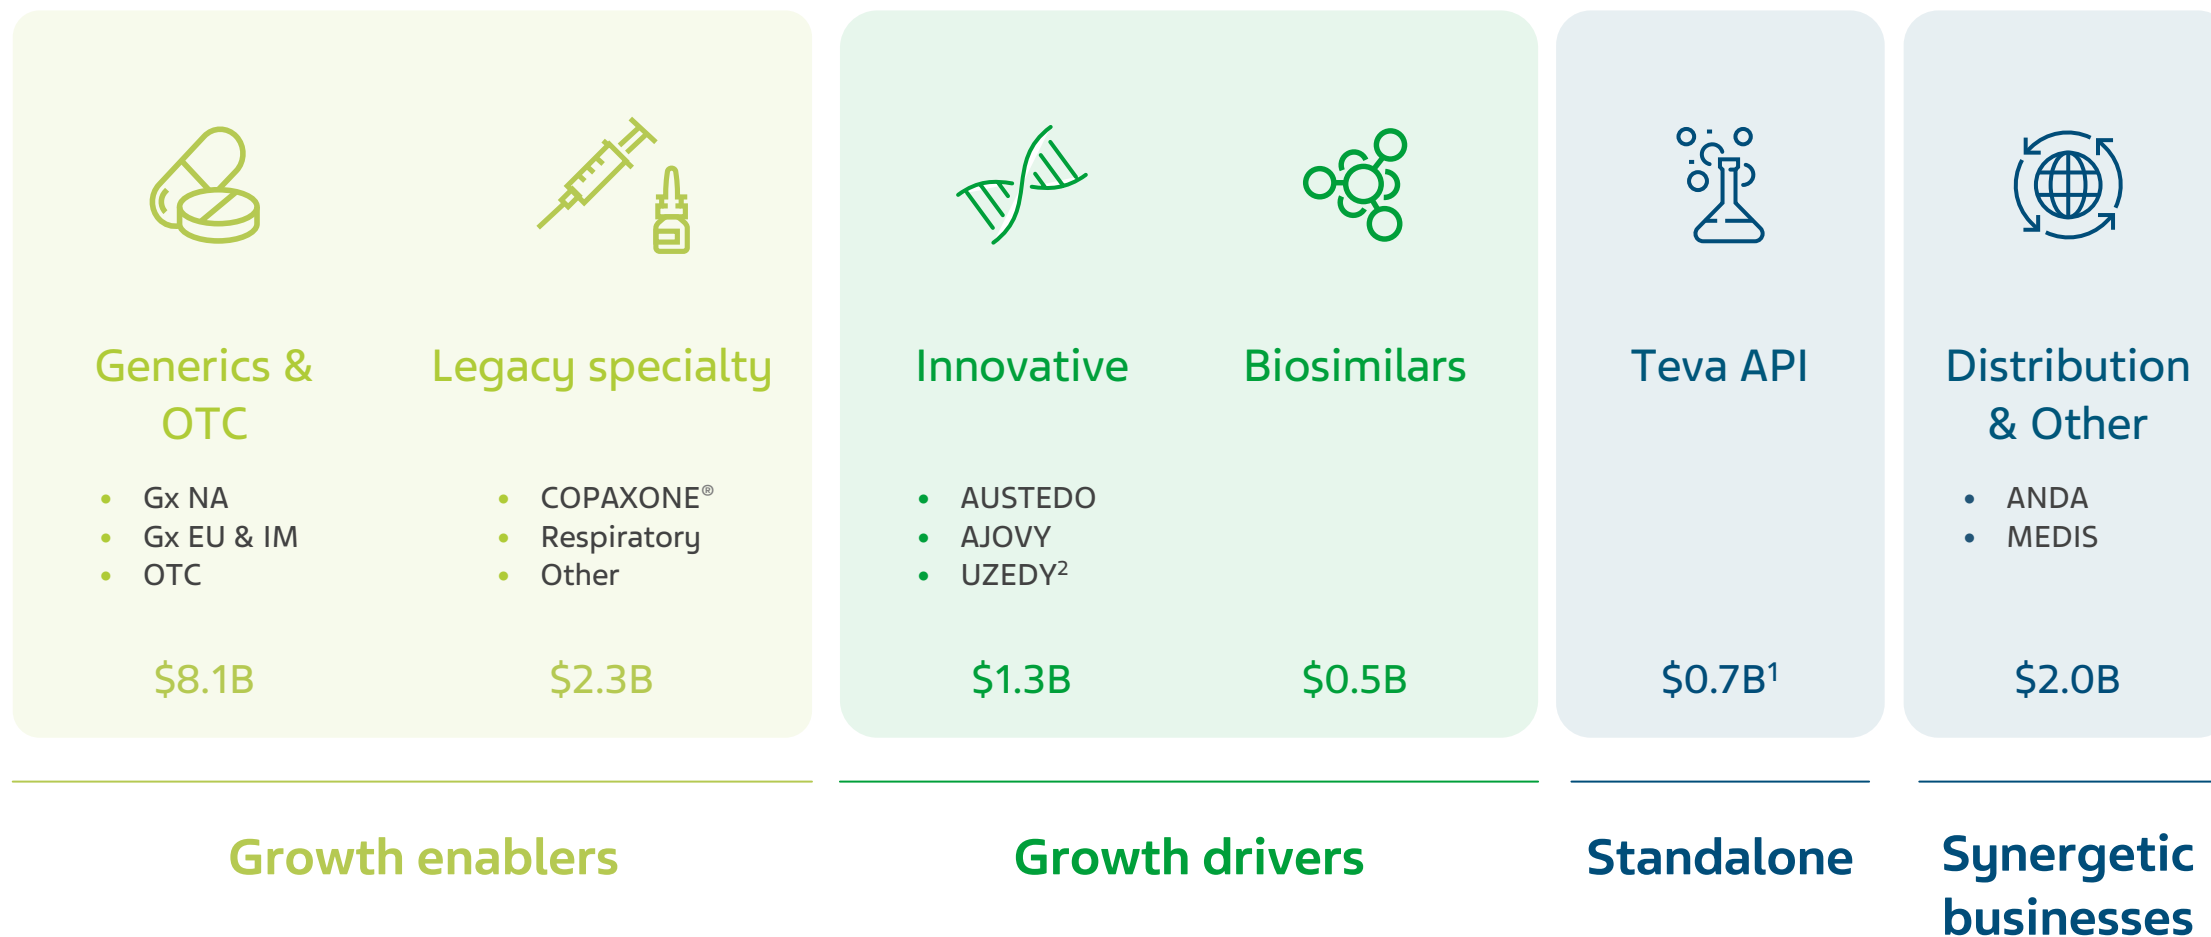 Generics &
OTC
• Gx NA
• Gx EU & IM
• OTC
$8.1B
Legacy specialty
• COPAXONE®
• Respiratory
• Other
$2.3B
Growth enablers
Innovative
• AUSTEDO
• AJOVY
• UZEDY²
$1.3B
Biosimilars
$0.5B
Growth drivers
Teva API
$0.7B¹
Standalone
Distribution
& Other
• ANDA
• MEDIS
$2.0B
Synergetic
businesses